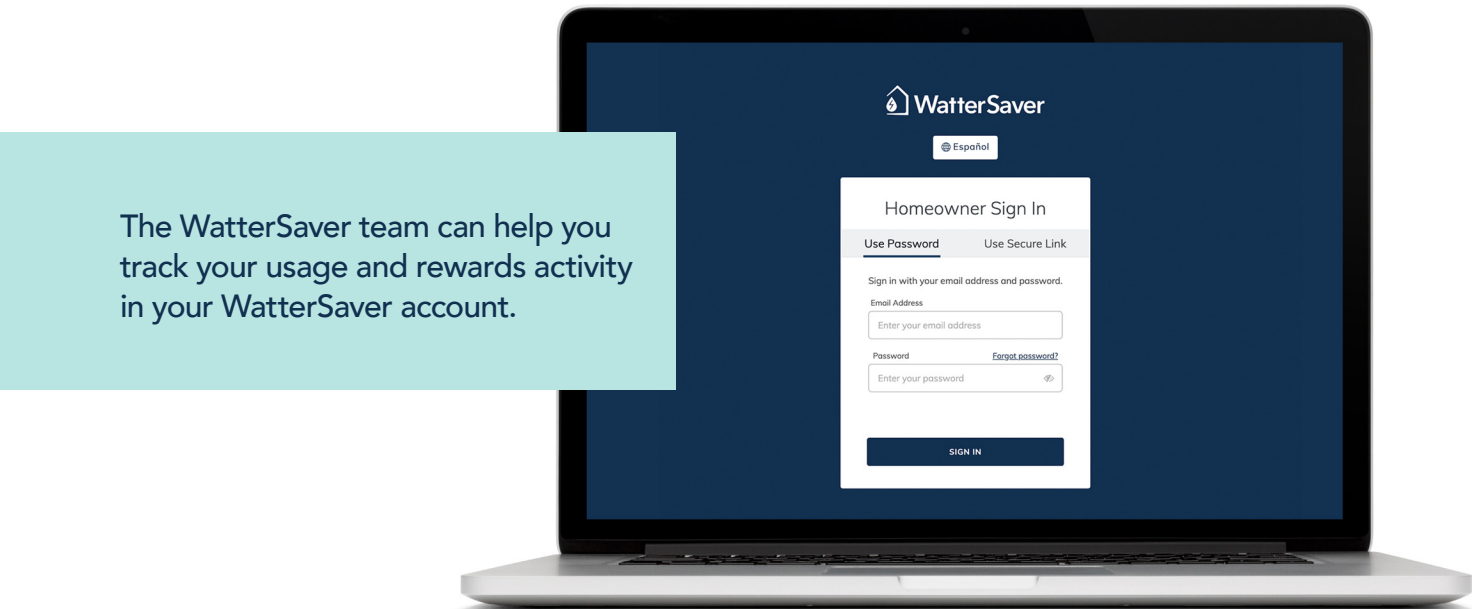 The WatterSaver team can help you
track your usage and rewards activity
in your WatterSaver account.
WatterSaver
Español
Homeowner Sign In
Use Password Use Secure Link
Sign in with your email address and password.
Email Address
Enter your email address
Password Forgot password?
Enter your password
SIGN IN